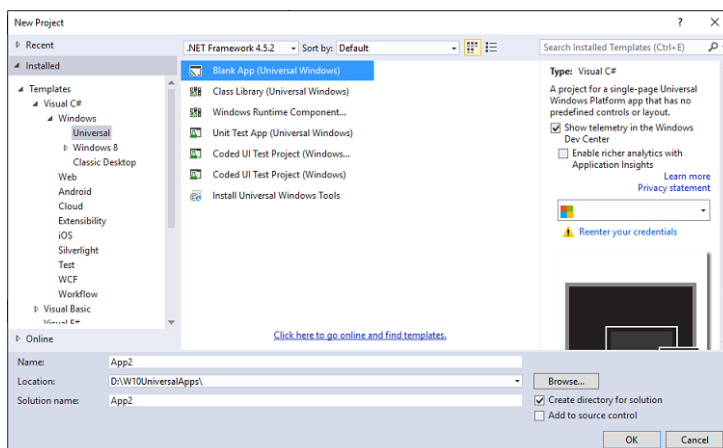 New Project
? X
Recent
.NET Framework 4.5.2 Sort by: Default
Search Installed Templates (Ctrl+E)
Installed
Templates
Visual C#
Windows
Universal
Windows 8
Classic Desktop
Web
Android
Cloud
Extensibility
iOS
Silverlight
Test
WCF
Workflow
Visual Basic
Visual F#
Online
Blank App (Universal Windows)
Class Library (Universal Windows)
Windows Runtime Component...
Unit Test App (Universal Windows)
Coded UI Test Project (Windows...
Coded UI Test Project (Windows)
Install Universal Windows Tools
Click here to go online and find templates.
Type: Visual C#
A project for a single-page Universal
Windows Platform app that has no
predefined controls or layout.
Show telemetry in the Windows
Dev Center
Enable richer analytics with
Application Insights
Learn more
Privacy statement
Reenter your credentials
Name: App2
Location: D:\W10UniversalApps\
Browse...
Solution name: App2
Create directory for solution
Add to source control
OK Cancel